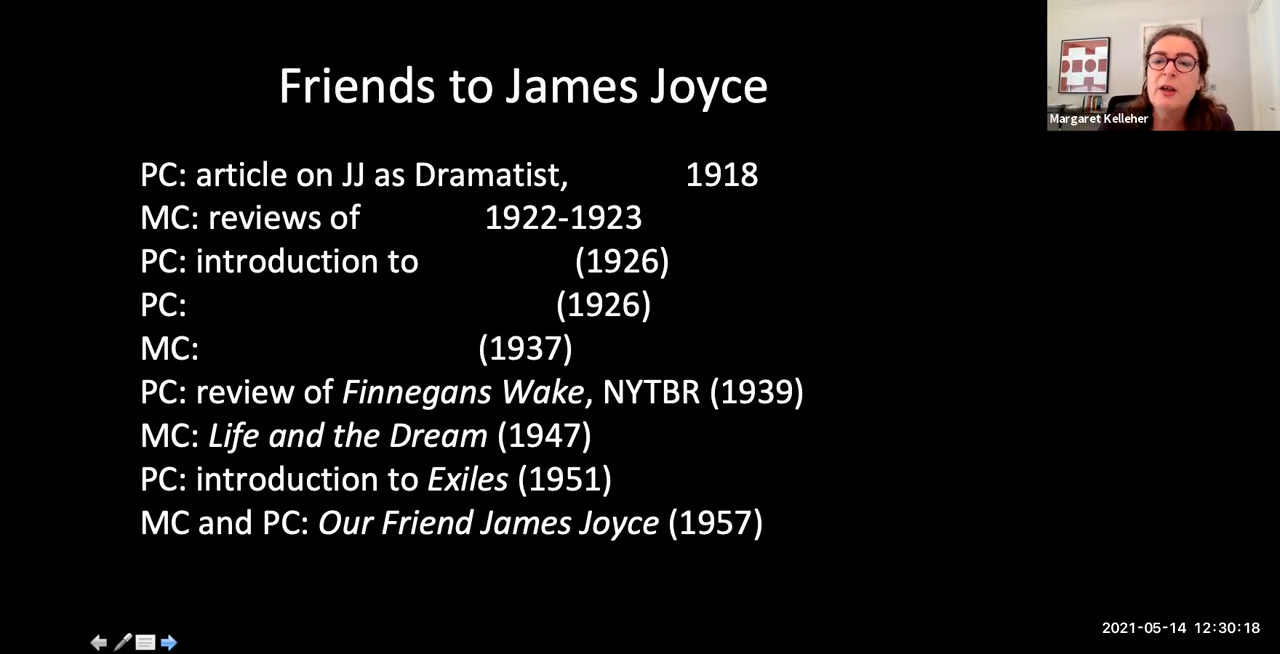 Friends to James Joyce
Margaret Kelleher
PC: article on JJ as Dramatist, 1918
MC: reviews of 1922-1923
PC: introduction to (1926)
PC: (1926)
MC: (1937)
PC: review of Finnegans Wake, NYTBR (1939)
MC: Life and the Dream (1947)
PC: introduction to Exiles (1951)
MC and PC: Our Friend James Joyce (1957)
2021-05-14 12:30:18